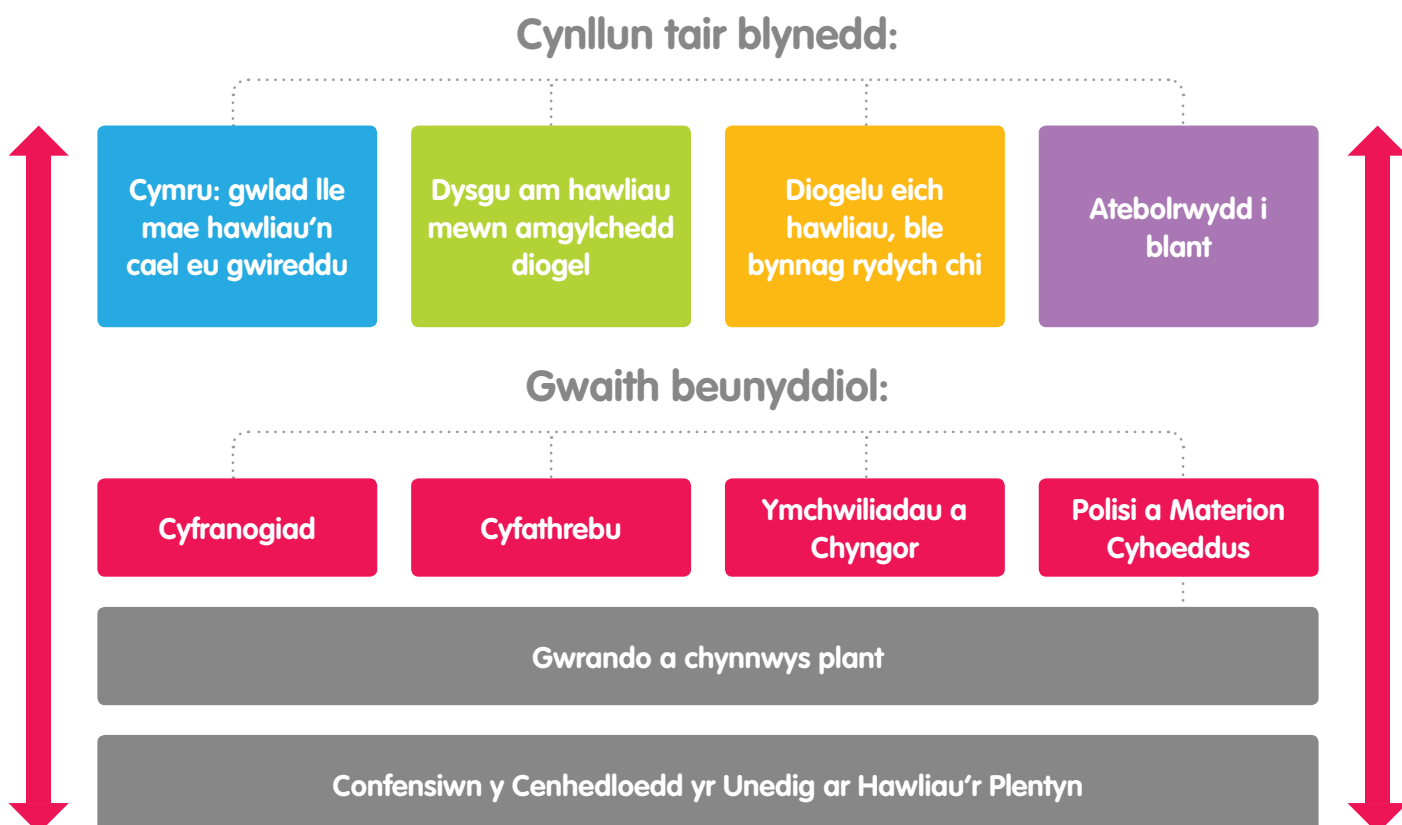 Cynllun tair blynedd:
Cymru: gwlad lle
mae hawliau'n
cael eu gwireddu
Dysgu am hawliau
mewn amgylchedd
diogel
Diogelu eich
hawliau, ble
bynnag rydych chi
Atebolrwydd i
blant
Gwaith beunyddiol:
Cyfranogiad
Cyfathrebu
Ymchwiliadau a
Chyngor
Polisi a Materion
Cyhoeddus
Gwrando a chynnwys plant
Confensiwn y Cenhedloedd yr Unedig ar Hawliau'r Plentyn